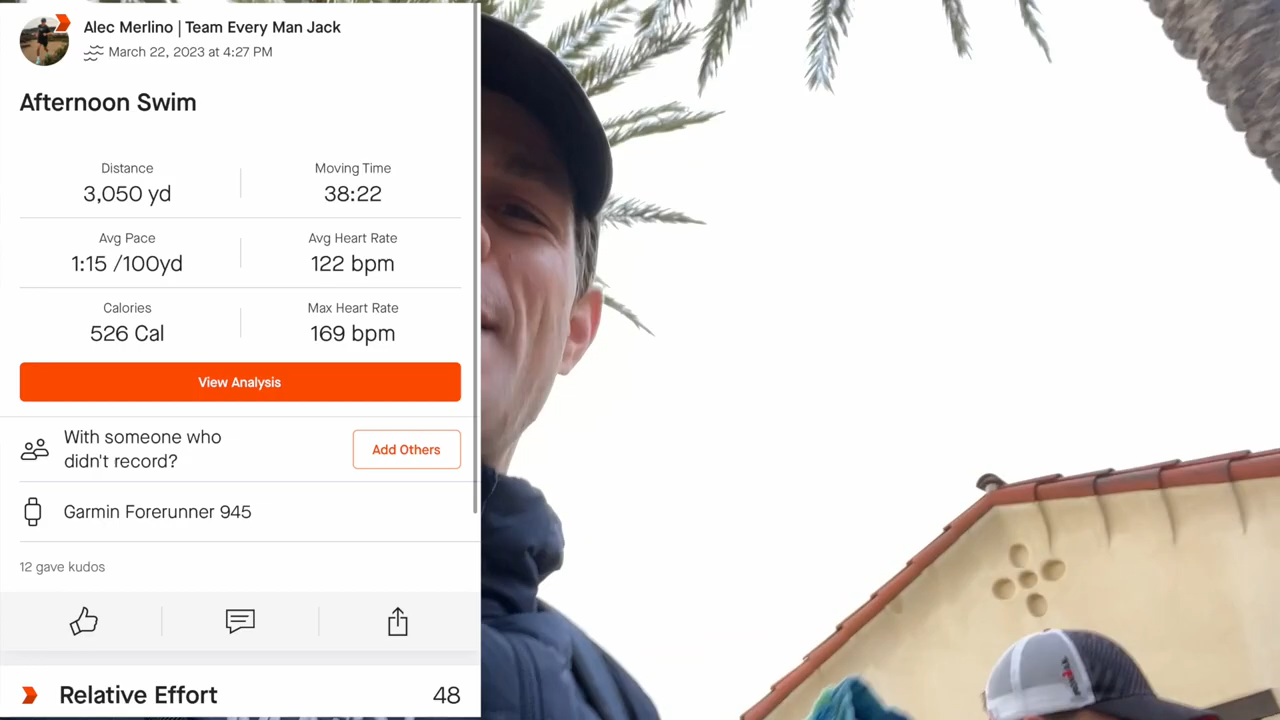 Alec Merlino | Team Every Man Jack
March 22, 2023 at 4:27 PM
Afternoon Swim
Distance
3,050 yd
Moving Time
38:22
Avg Pace
1:15 /100yd
Avg Heart Rate
122 bpm
Calories
526 Cal
Max Heart Rate
169 bpm
View Analysis
With someone who
didn't record?
Add Others
Garmin Forerunner 945
12 gave kudos
Relative Effort
48